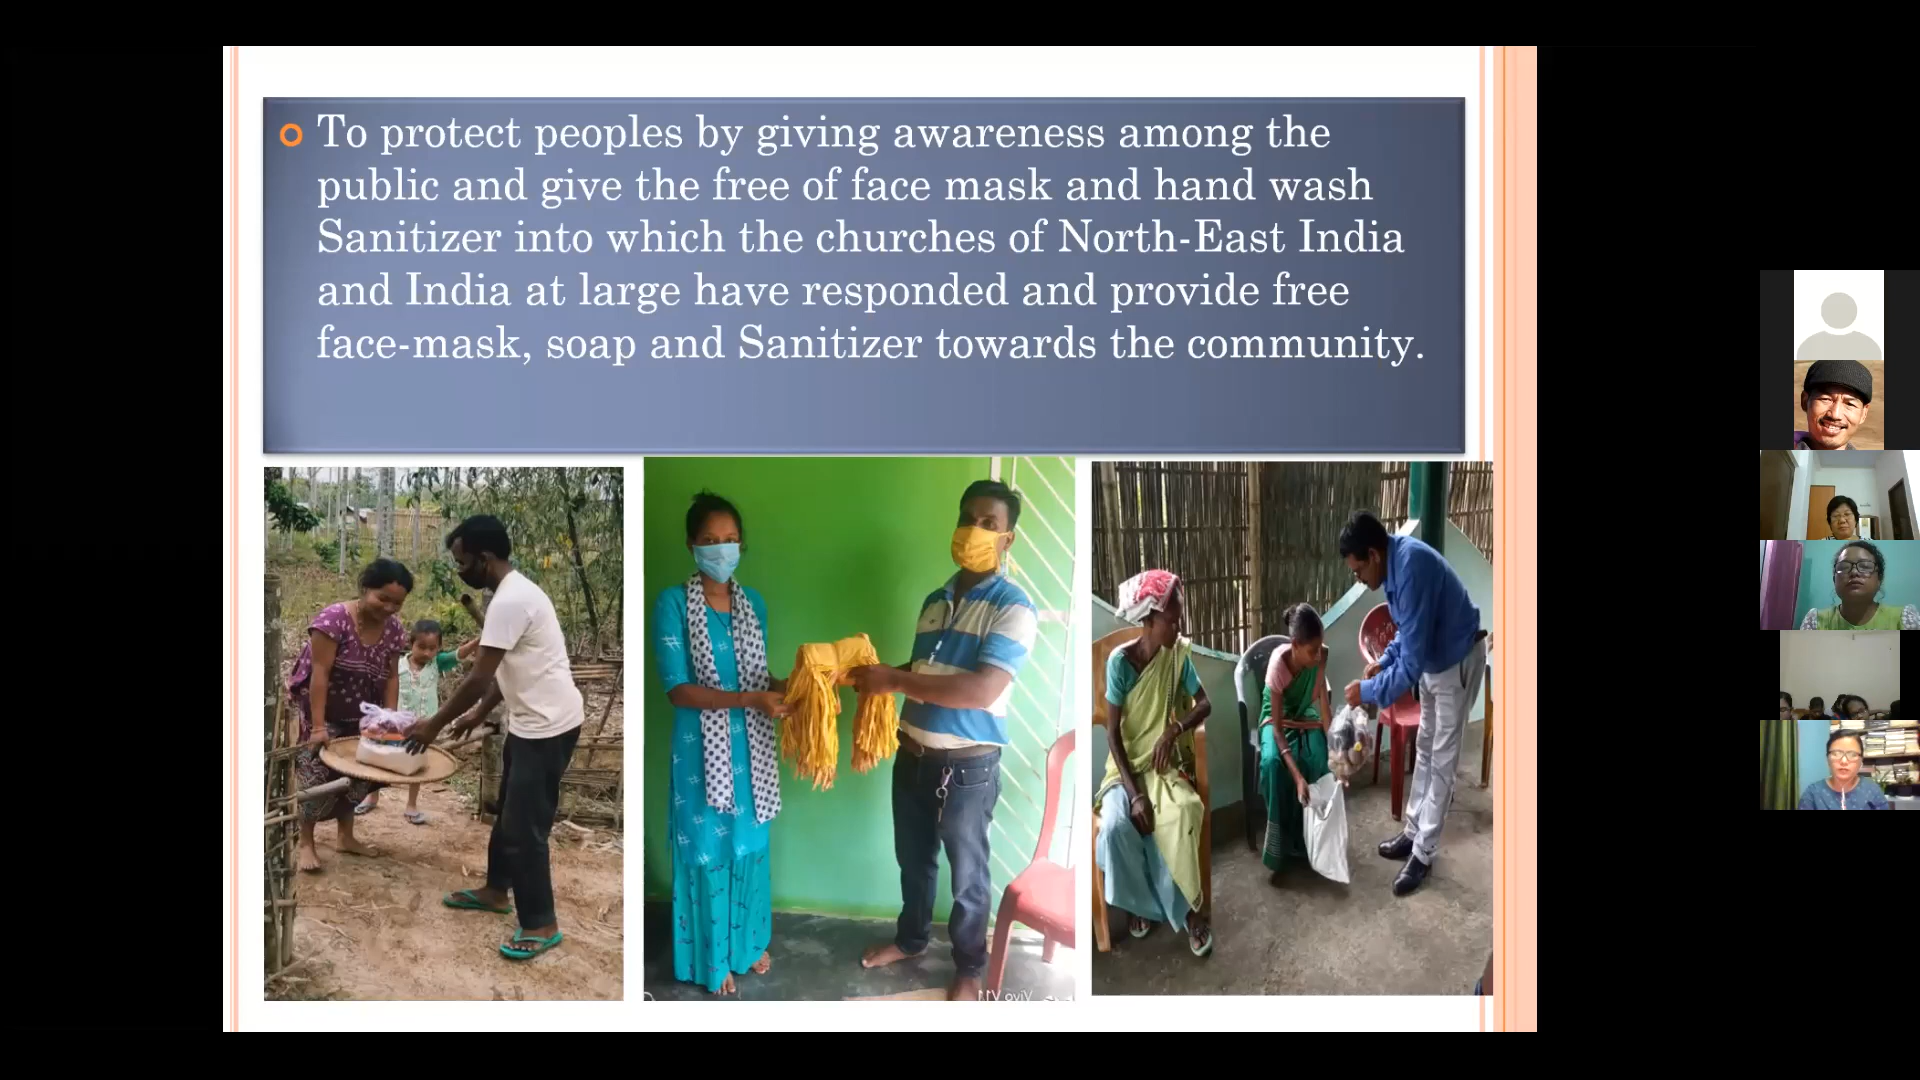 To protect peoples by giving awareness among the
public and give the free of face mask and hand wash
Sanitizer into which the churches of North-East India
and India at large have responded and provide free
face-mask, soap and Sanitizer towards the community.
Vivo V11